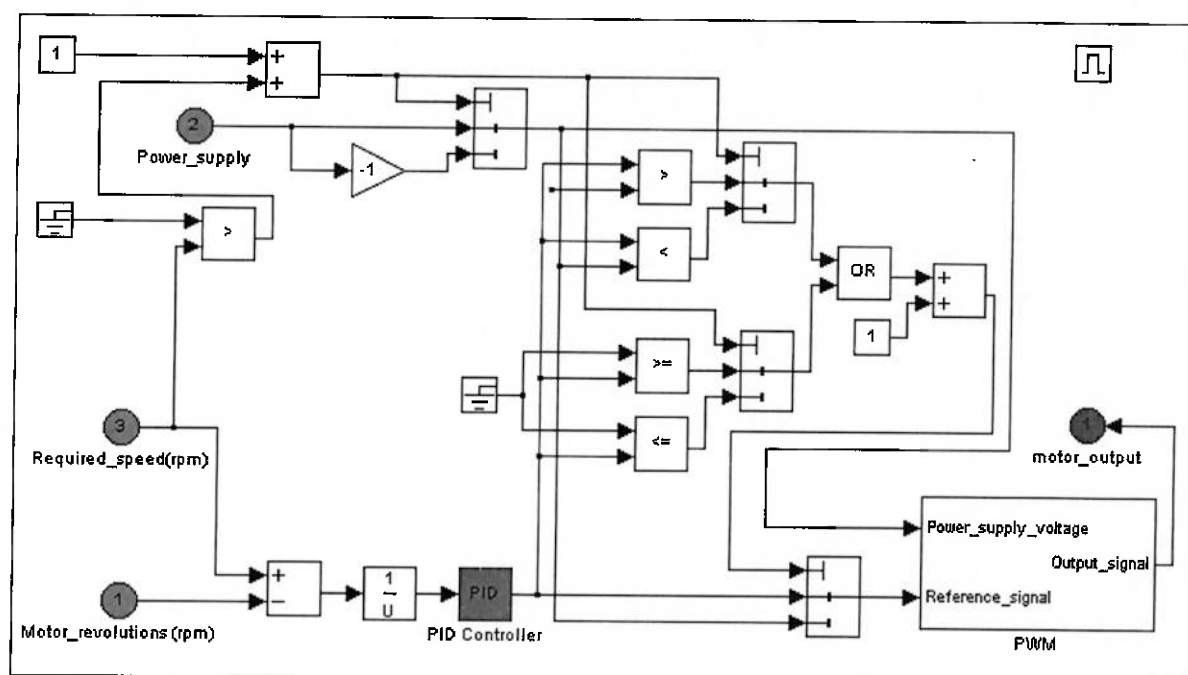 1
+
+
2
Power_supply
-1
>
>
<
OR
+
+
1
>=
<=
3
Required_speed(rpm)
1
motor_output
Power_supply_voltage
Output_signal
Reference_signal
PWM
+
−
1
U
PID
PID Controller
1
Motor_revolutions (rpm)